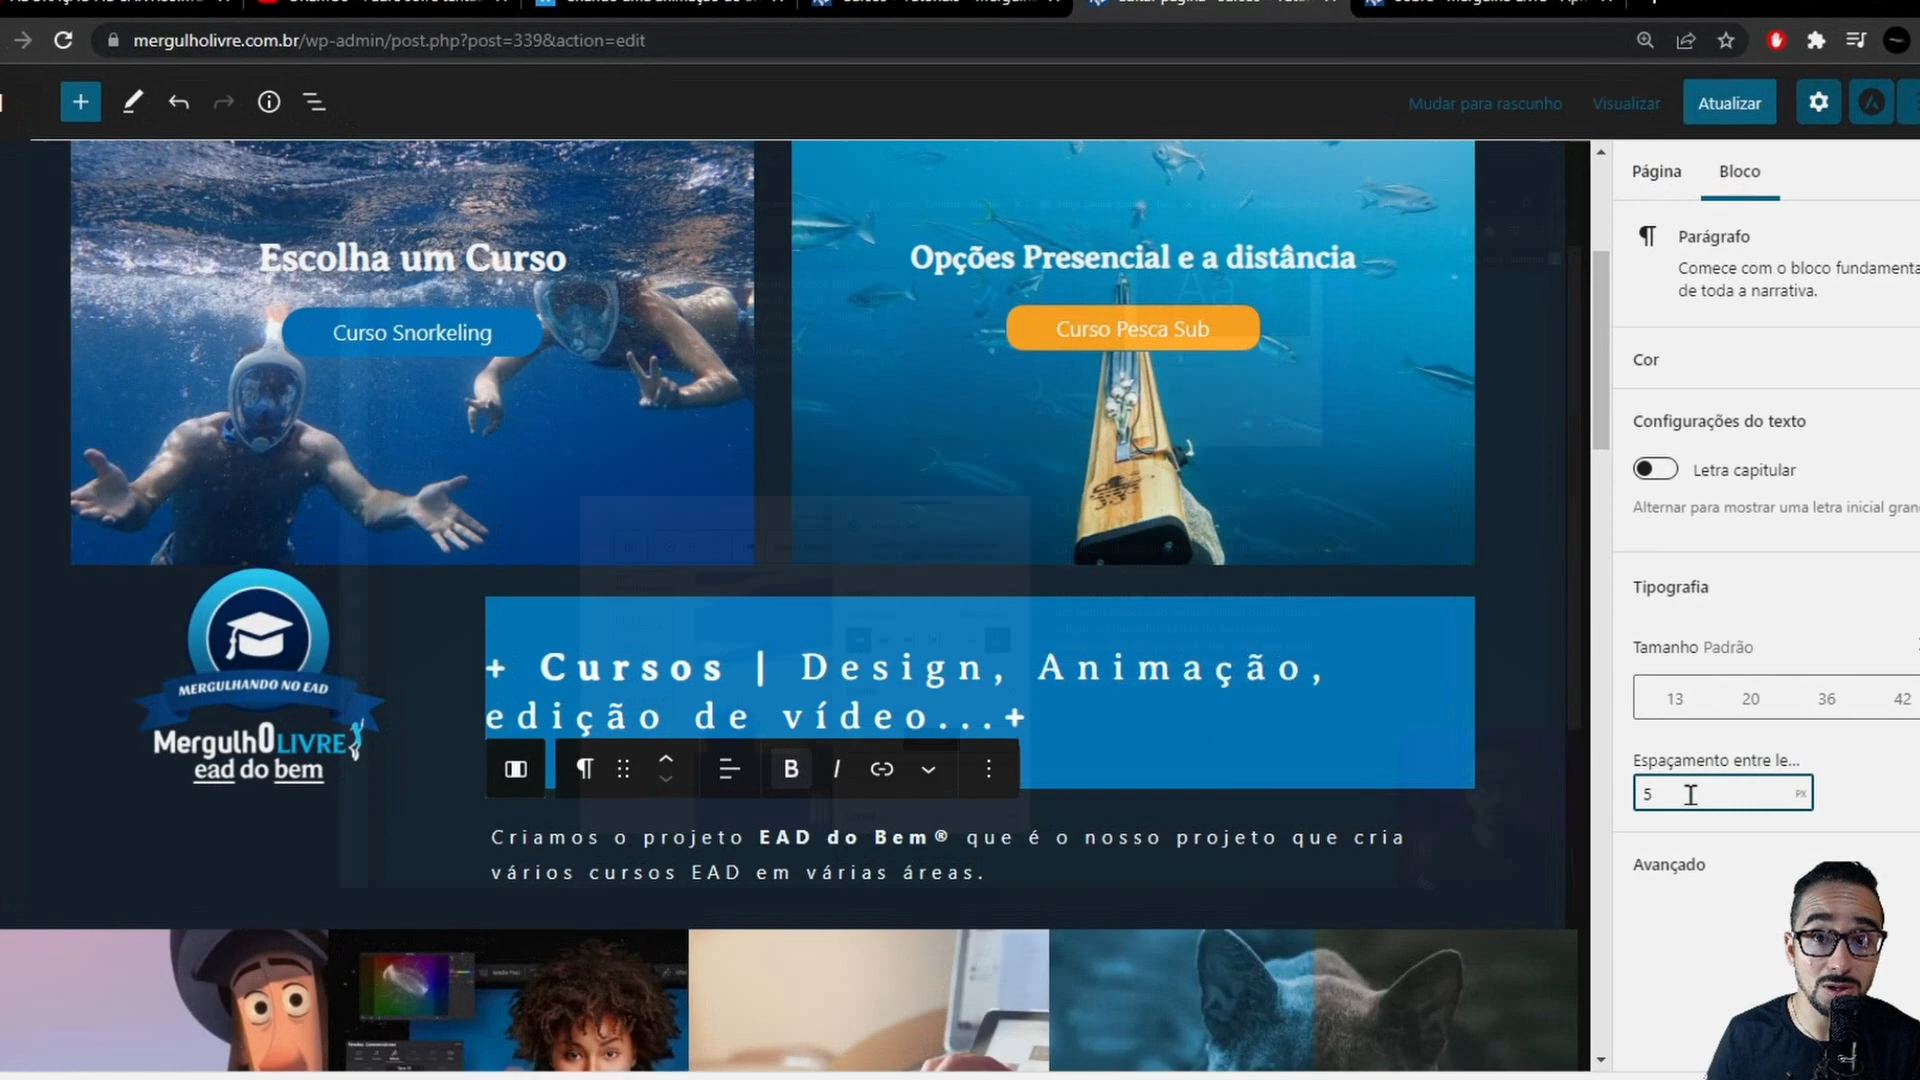 mergulholivre.com.br/wp-admin/post.php?post=339&action=edit
Mudar para rascunho
Visualizar
Atualizar
Página
Bloco
Escolha um Curso
Curso Snorkeling
Opções Presencial e a distância
Curso Pesca Sub
Parágrafo
Comece com o bloco fundamenta
de toda a narrativa.
Cor
Configurações do texto
Letra capitular
Alternar para mostrar uma letra inicial gran
Tipografia
Tamanho Padrão
13 20 36 42
Espaçamento entre le...
5 PX
Avançado
MERGULHANDO NO EAD
MergulhO LIVRE
ead do bem
+ Cursos | Design, Animação,
edição de vídeo...+
B I
Criamos o projeto EAD do Bem® que é o nosso projeto que cria
vários cursos EAD em várias áreas.